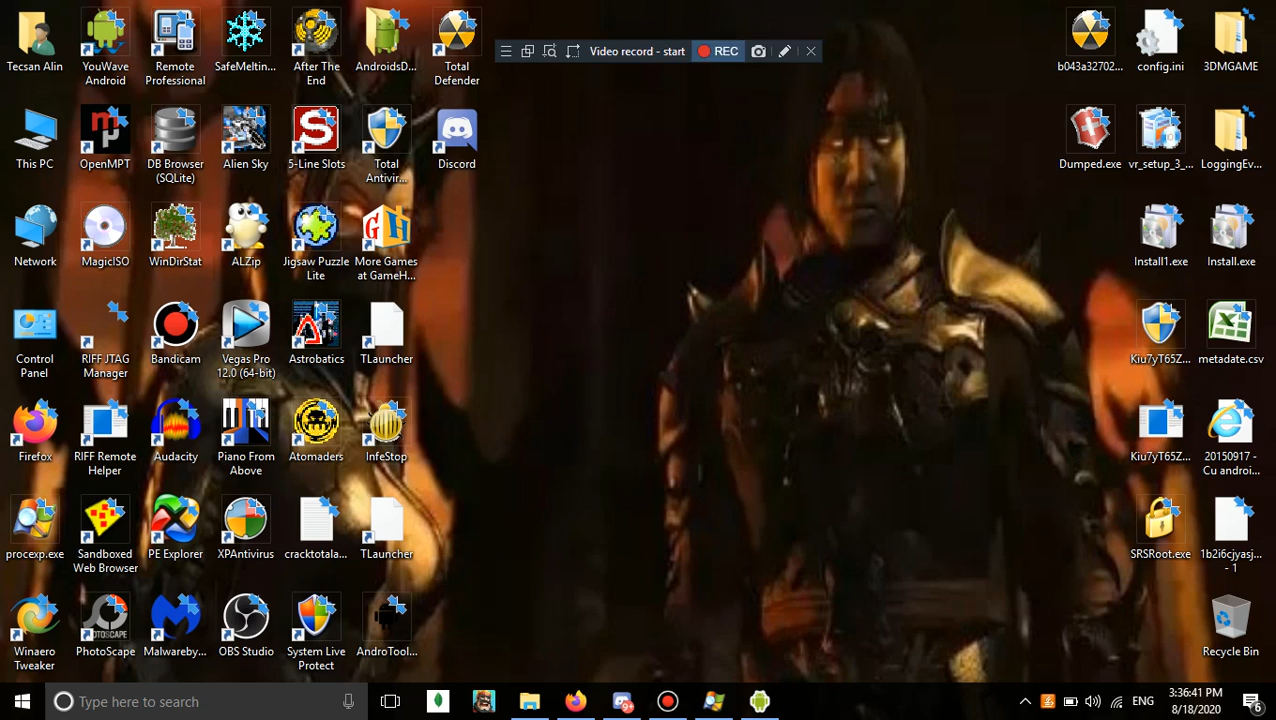 Video record - start
REC
Tecsan Alin
YouWave
Android
Remote
Professional
SafeMeltin...
After The
End
AndroidsD...
Total
Defender
b043a32702...
config.ini
3DMGAME
This PC
OpenMPT
DB Browser
(SQLite)
Alien Sky
5-Line Slots
Total
Antivir...
Discord
Dumped.exe
vr_setup_3_...
LoggingEv...
Network
MagicISO
WinDirStat
ALZip
Jigsaw Puzzle
Lite
More Games
at GameH...
Install1.exe
Install.exe
Control
Panel
RIFF JTAG
Manager
Bandicam
Vegas Pro
12.0 (64-bit)
Astrobatics
TLauncher
Kiu7yT65Z...
metadate.csv
Firefox
RIFF Remote
Helper
Audacity
Piano From
Above
Atomaders
InfeStop
Kiu7yT65Z...
20150917 -
Cu androi...
procexp.exe
Sandboxed
Web Browser
PE Explorer
XPAntivirus
cracktotala...
TLauncher
SRSRoot.exe
1b2i6cjyasj...
- 1
Winaero
Tweaker
PhotoScape
Malwareby...
OBS Studio
System Live
Protect
AndroTool...
Recycle Bin
Type here to search
ENG
3:36:41 PM
8/18/2020
6